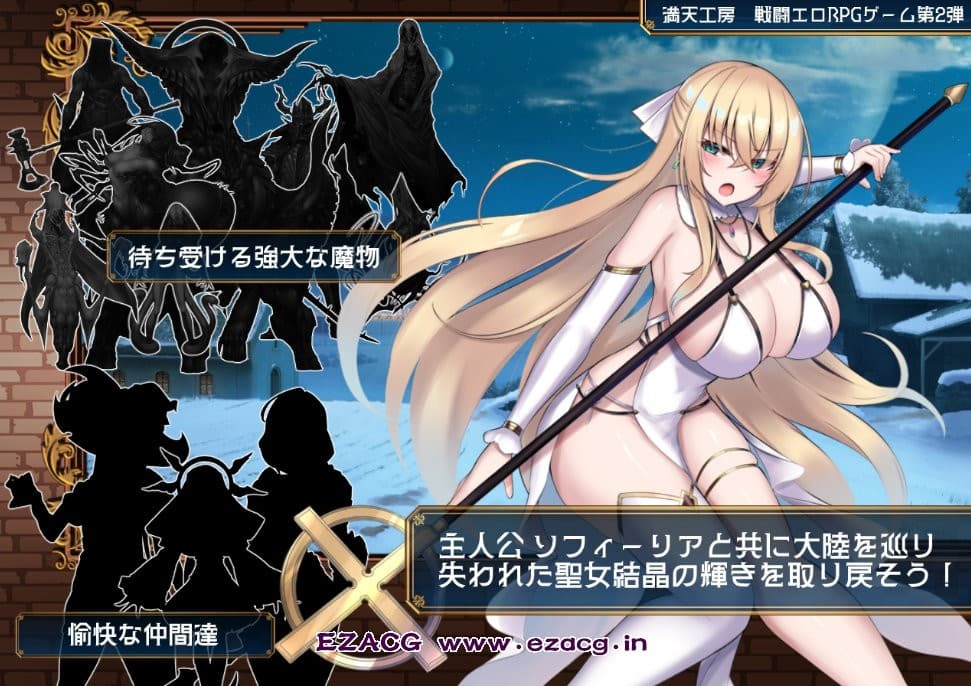 満天工房 戦闘エロRPGゲーム第2弾
待ち受ける強大な魔物
主人公 ソフィーリアと共に大陸を巡り
失われた聖女結晶の輝きを取り戻そう！
愉快な仲間達
EZACG www.ezacg.in